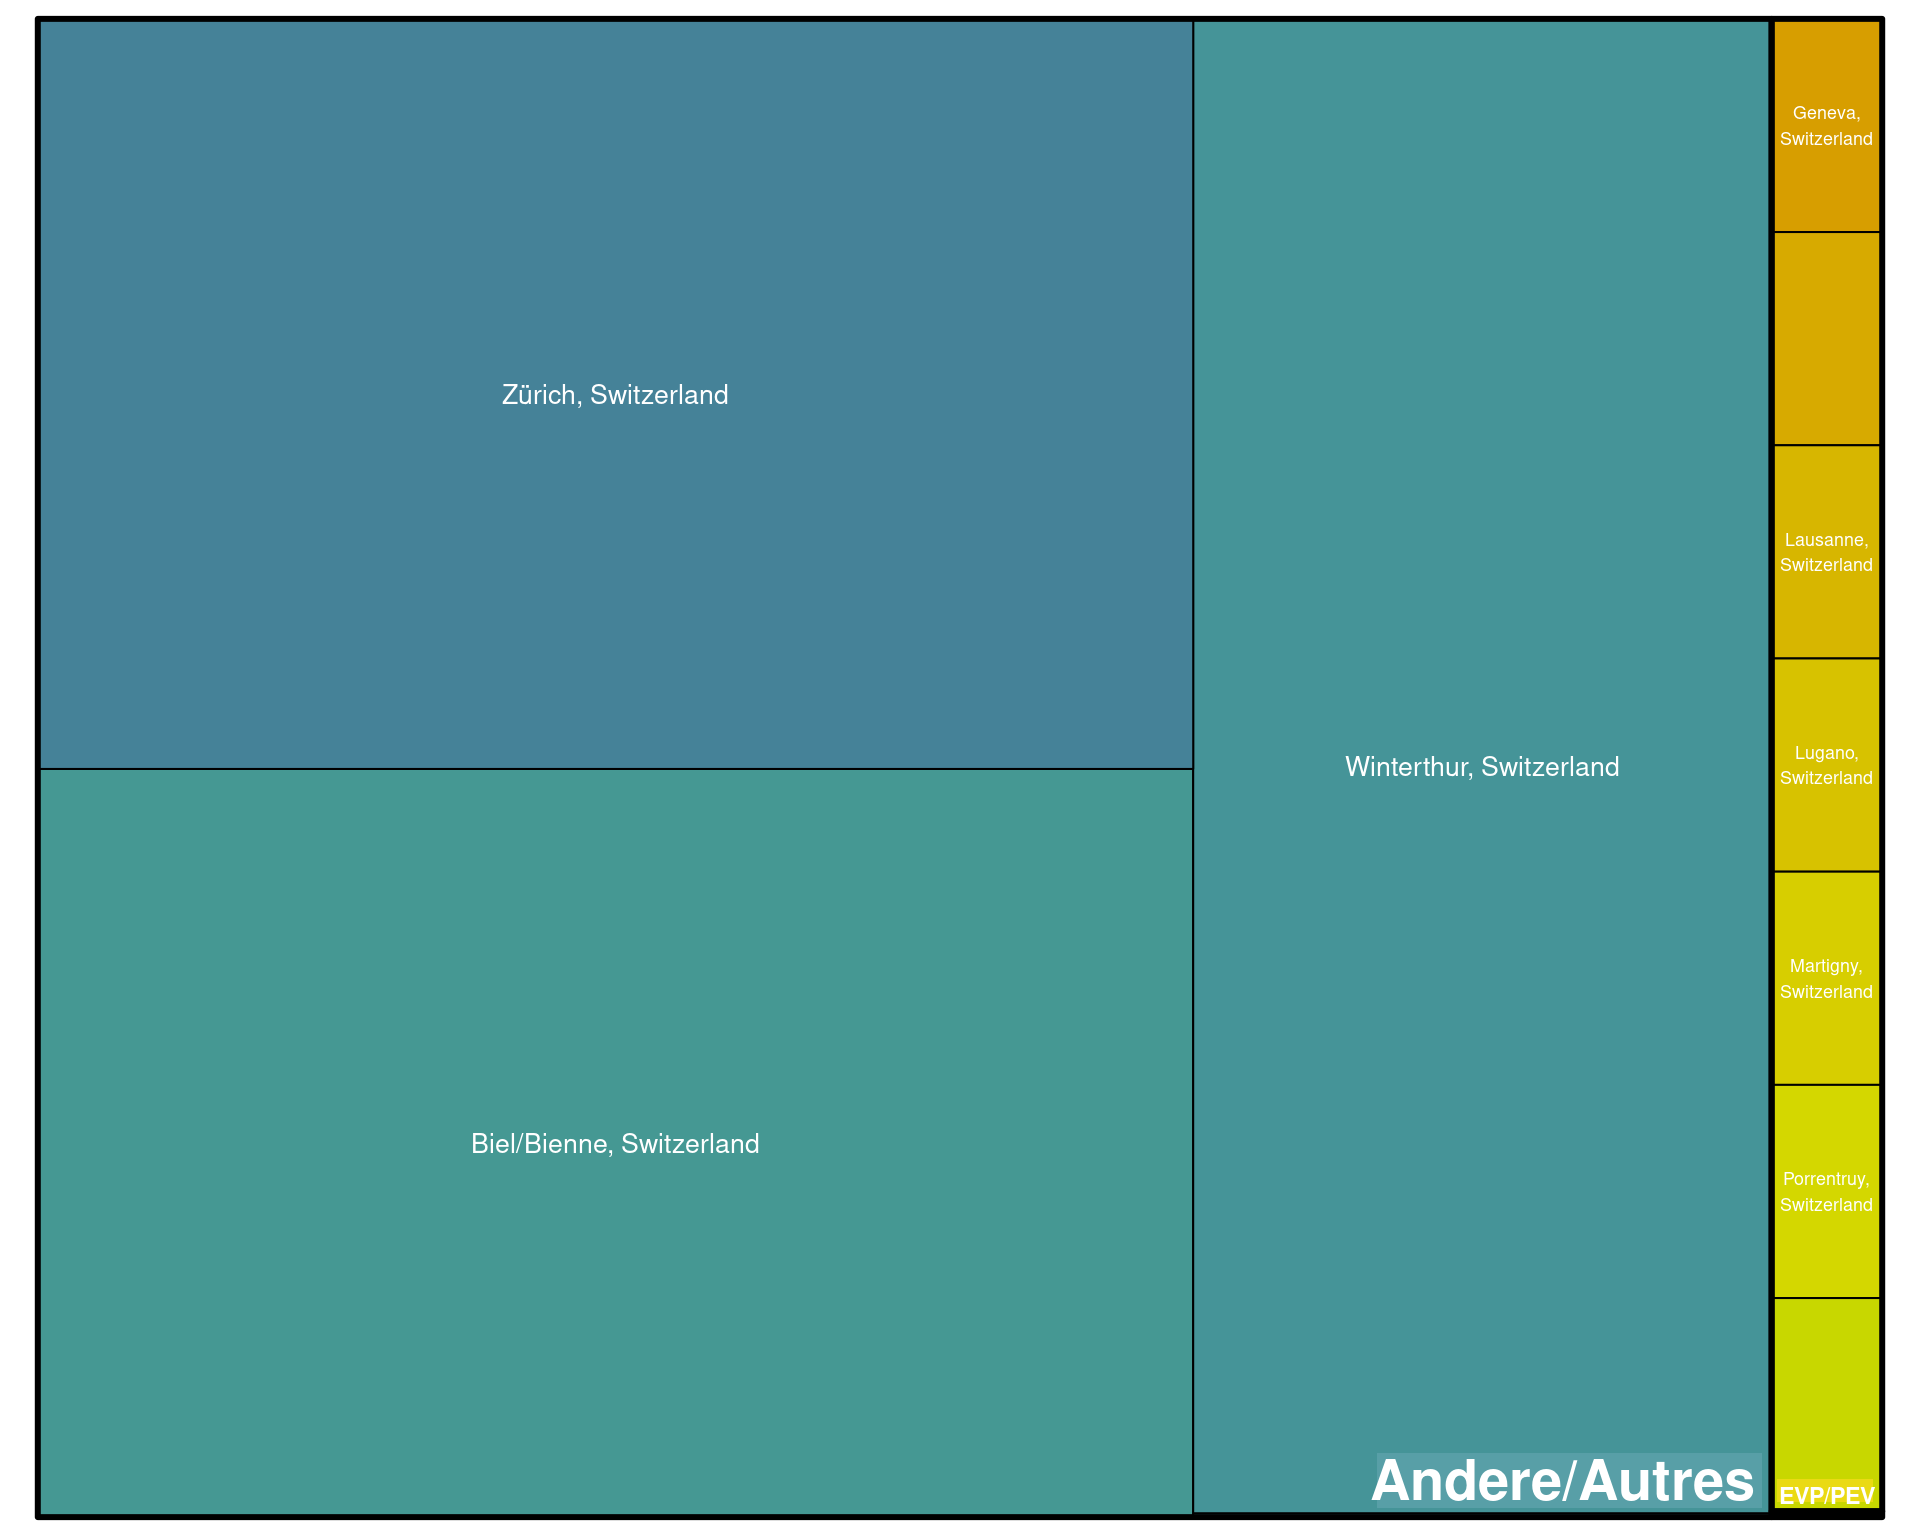 Zürich, Switzerland
Biel/Bienne, Switzerland
Winterthur, Switzerland
Andere/Autres
Geneva,
Switzerland
Lausanne,
Switzerland
Lugano,
Switzerland
Martigny,
Switzerland
Porrentruy,
Switzerland
EVP/PEV